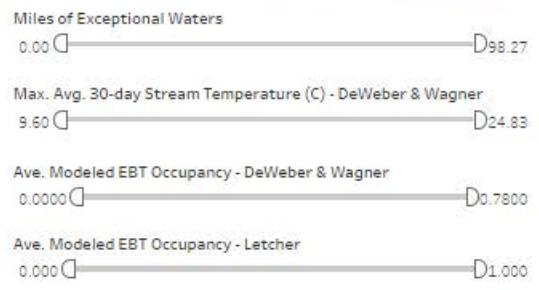 Miles of Exceptional Waters
0.00 98.27
Max. Avg. 30-day Stream Temperature (C) - DeWeber & Wagner
9.60 24.83
Ave. Modeled EBT Occupancy - DeWeber & Wagner
0.0000 0.7800
Ave. Modeled EBT Occupancy - Letcher
0.000 1.000